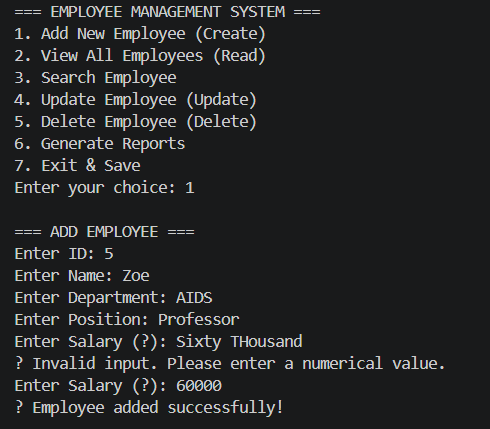 === EMPLOYEE MANAGEMENT SYSTEM ===
1. Add New Employee (Create)
2. View All Employees (Read)
3. Search Employee
4. Update Employee (Update)
5. Delete Employee (Delete)
6. Generate Reports
7. Exit & Save
Enter your choice: 1
=== ADD EMPLOYEE ===
Enter ID: 5
Enter Name: Zoe
Enter Department: AIDS
Enter Position: Professor
Enter Salary (?): Sixty THousand
? Invalid input. Please enter a numerical value.
Enter Salary (?): 60000
? Employee added successfully!